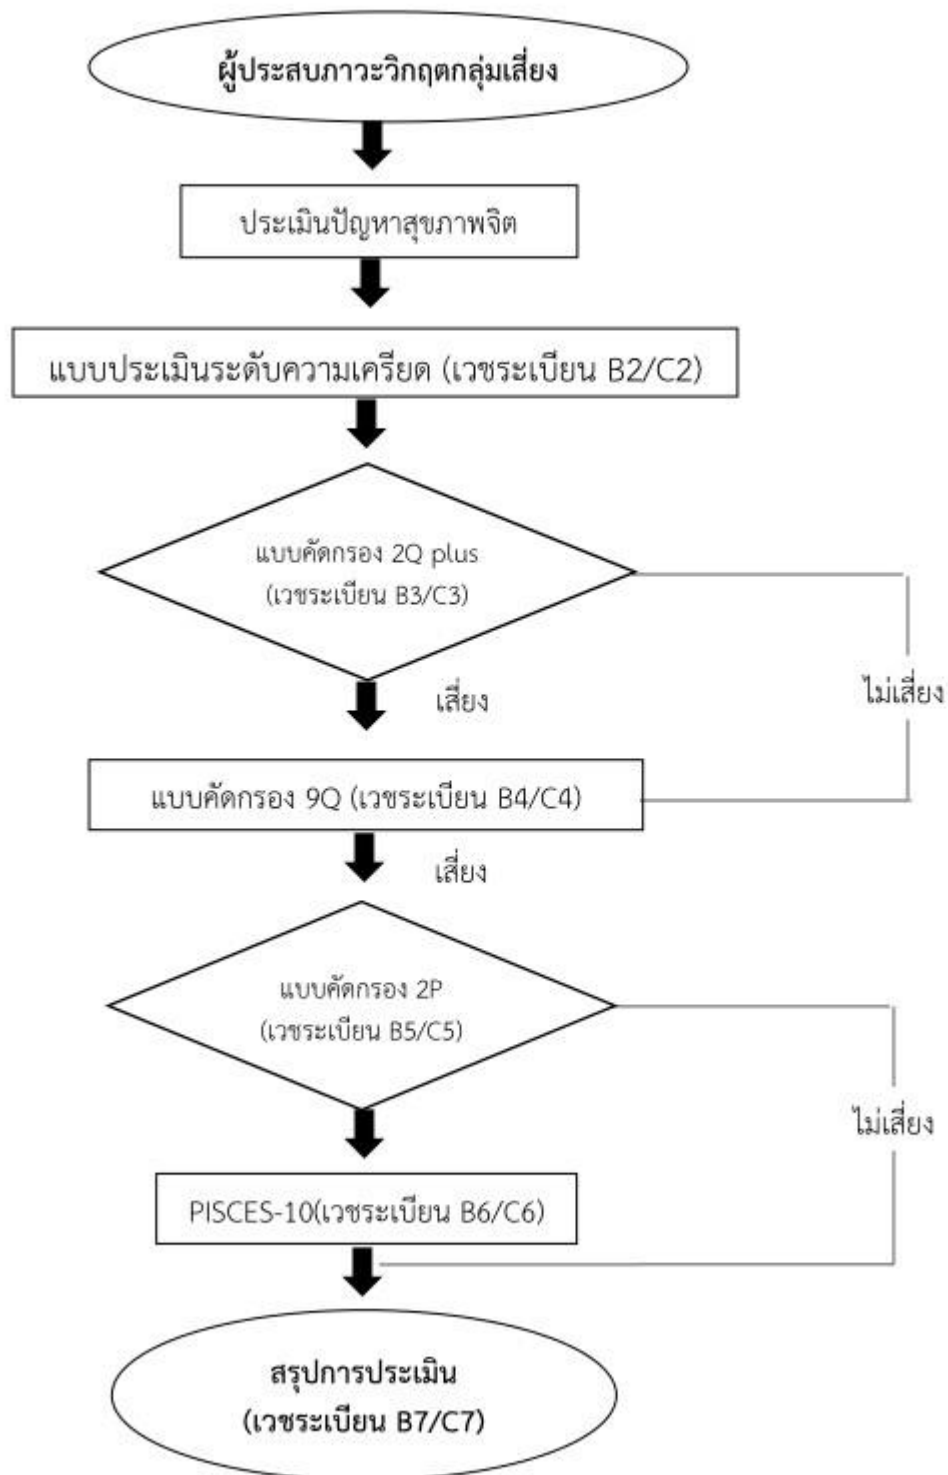 ผู้ประสบภาวะวิกฤตกลุ่มเสี่ยง
ประเมินปัญหาสุขภาพจิต
แบบประเมินระดับความเครียด (เวชระเบียน B2/C2)
แบบคัดกรอง 2Q plus
(เวชระเบียน B3/C3)
เสี่ยง
ไม่เสี่ยง
แบบคัดกรอง 9Q (เวชระเบียน B4/C4)
เสี่ยง
แบบคัดกรอง 2P
(เวชระเบียน B5/C5)
ไม่เสี่ยง
PISCES-10(เวชระเบียน B6/C6)
สรุปการประเมิน
(เวชระเบียน B7/C7)